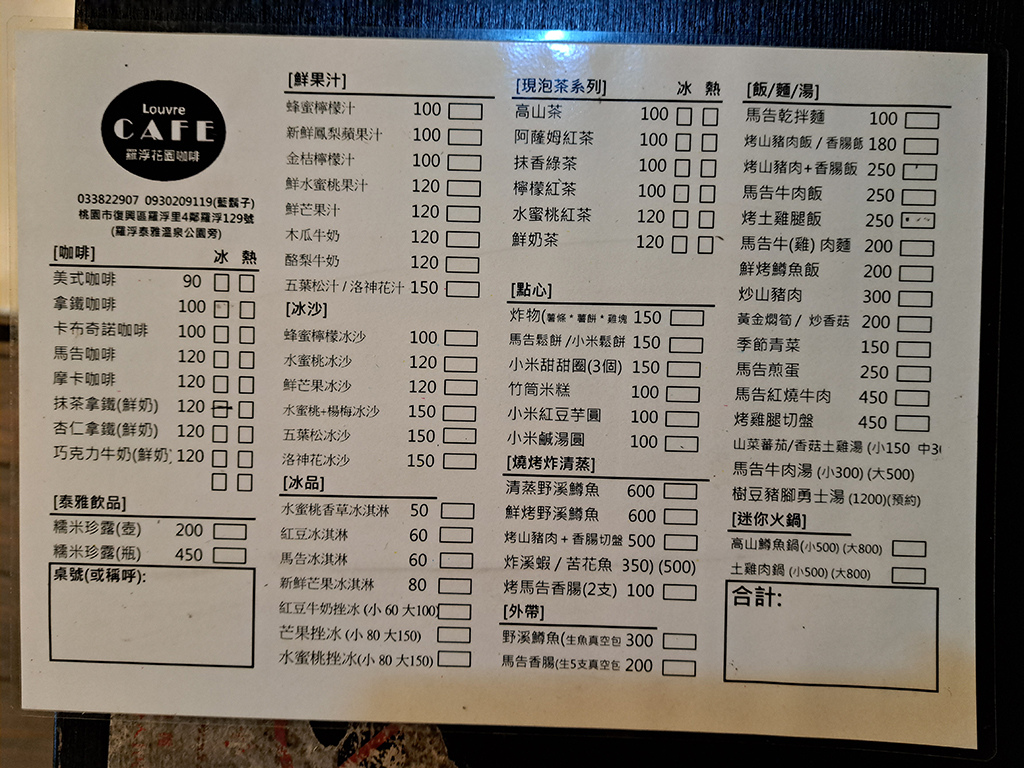 Louvre
CAFE
羅浮花園咖啡
033822907 0930209119(藍鬍子)
桃園市復興區羅浮里4鄰羅浮129號
(羅浮泰雅溫泉公園旁)
[咖啡] 冰 熱
美式咖啡 90
拿鐵咖啡 100
卡布奇諾咖啡 100
馬告咖啡 120
摩卡咖啡 120
抹茶拿鐵(鮮奶) 120
杏仁拿鐵(鮮奶) 120
巧克力牛奶(鮮奶) 120
[泰雅飲品]
糯米珍露(壺) 200
糯米珍露(瓶) 450
桌號(或稱呼):
[鮮果汁]
蜂蜜檸檬汁 100
新鮮鳳梨蘋果汁 100
金桔檸檬汁 100
鮮水蜜桃果汁 120
鮮芒果汁 120
木瓜牛奶 120
酪梨牛奶 120
五葉松汁 / 洛神花汁 150
[冰沙]
蜂蜜檸檬冰沙 100
水蜜桃冰沙 120
鮮芒果冰沙 120
水蜜桃+楊梅冰沙 150
五葉松冰沙 150
洛神花冰沙 150
[冰品]
水蜜桃香草冰淇淋 50
紅豆冰淇淋 60
馬告冰淇淋 60
新鮮芒果冰淇淋 80
紅豆牛奶挫冰 (小 60 大100)
芒果挫冰 (小 80 大150)
水蜜桃挫冰(小 80 大150)
[現泡茶系列] 冰 熱
高山茶 100
阿薩姆紅茶 100
抹香綠茶 100
檸檬紅茶 100
水蜜桃紅茶 120
鮮奶茶 120
[點心]
炸物(薯條 * 薯餅 * 雞塊 150
馬告鬆餅 /小米鬆餅 150
小米甜甜圈(3個) 150
竹筒米糕 100
小米紅豆芋圓 100
小米鹹湯圓 100
[燒烤炸清蒸]
清蒸野溪鱒魚 600
鮮烤野溪鱒魚 600
烤山豬肉 + 香腸切盤 500
炸溪蝦 / 苦花魚 350) (500)
烤馬告香腸(2支) 100
[外帶]
野溪鱒魚(生魚真空包 300
馬告香腸(生5支真空包 200
[飯/麵/湯]
馬告乾拌麵 100
烤山豬肉飯 / 香腸飯 180
烤山豬肉+香腸飯 250
馬告牛肉飯 250
烤土雞腿飯 250
馬告牛(雞) 肉麵 200
鮮烤鱒魚飯 200
炒山豬肉 300
黃金燜筍 / 炒香菇 200
季節青菜 150
馬告煎蛋 250
馬告紅燒牛肉 450
烤雞腿切盤 450
山菜蕃茄/香菇土雞湯 (小150 中
馬告牛肉湯 (小300) (大500)
樹豆豬腳勇士湯 (1200)(預約)
[迷你火鍋]
高山鱒魚鍋(小500) (大800)
土雞肉鍋 (小500) (大800)
合計: